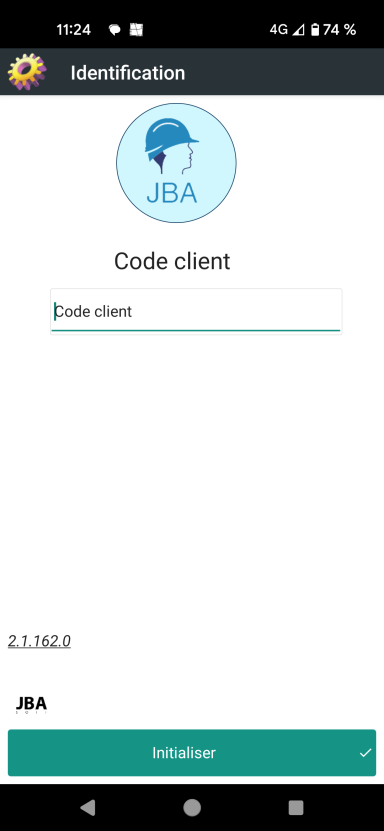 11:24
4G
74 %
Identification
JBA
Code client
Code client
2.1.162.0
JBA
Initialiser